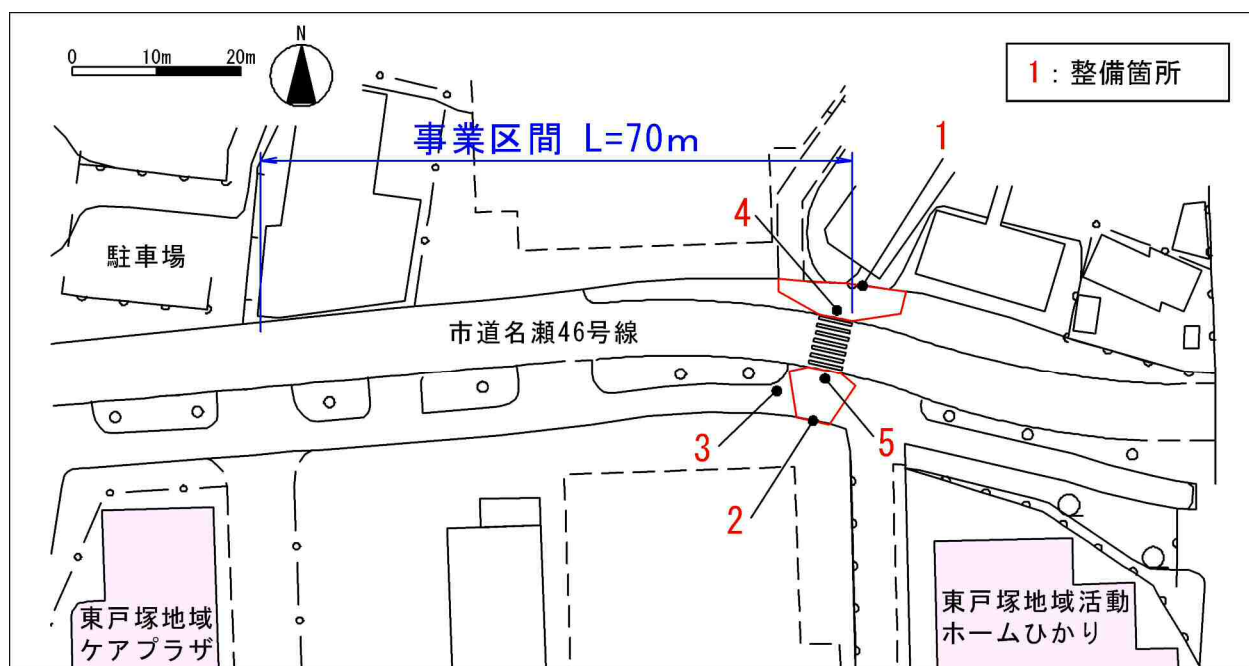 0 10m 20m
N
1：整備箇所
事業区間 L=70m
1
4
駐車場
市道名瀬46号線
3
5
2
東戸塚地域
ケアプラザ
東戸塚地域活動
ホームひかり